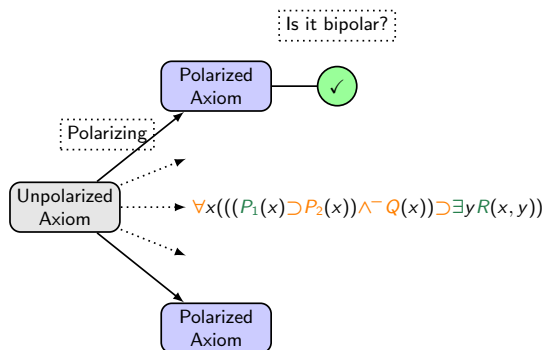 Is it bipolar?
Polarized
Axiom
✓
Polarizing
Unpolarized
Axiom
∀x(((P₁(x)⊃P₂(x))∧⁻Q(x))⊃∃yR(x, y))
Polarized
Axiom